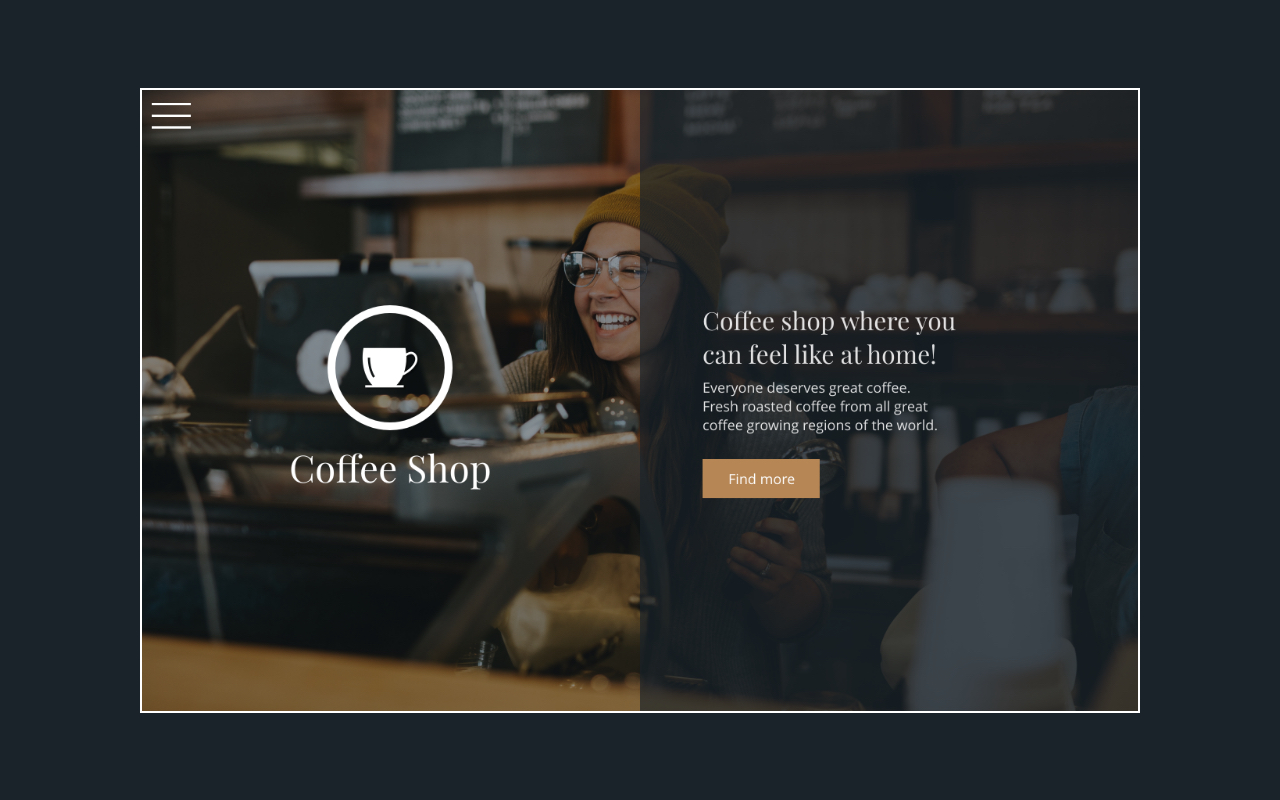 Coffee Shop
Coffee shop where you
can feel like at home!
Everyone deserves great coffee.
Fresh roasted coffee from all great
coffee growing regions of the world.
Find more